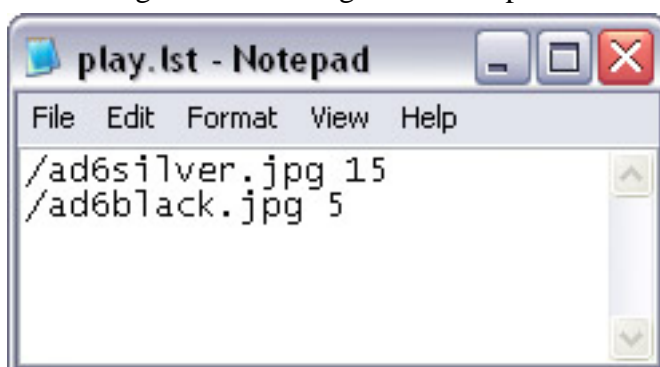 play.lst - Notepad
File Edit Format View Help
/ad6silver.jpg 15
/ad6black.jpg 5